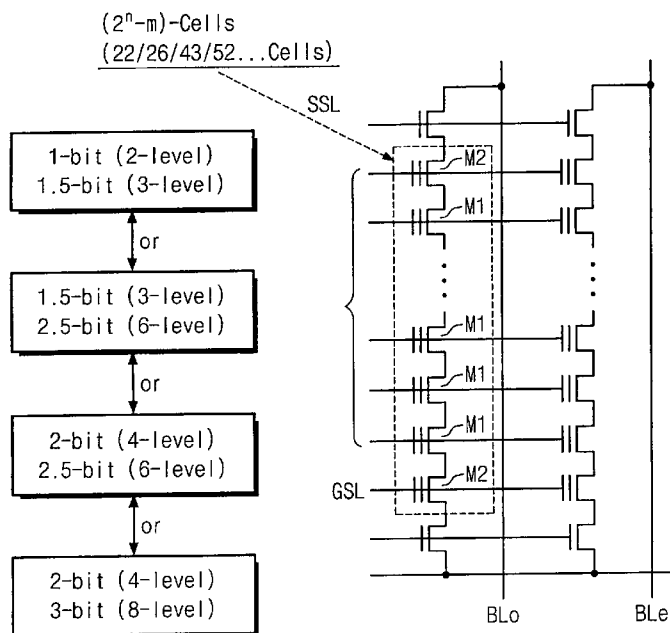 (2ⁿ-m)-Cells
(22/26/43/52...Cells)
SSL
1-bit (2-level)
1.5-bit (3-level)
or
1.5-bit (3-level)
2.5-bit (6-level)
or
2-bit (4-level)
2.5-bit (6-level)
or
2-bit (4-level)
3-bit (8-level)
M2
M1
M1
M1
M1
M2
GSL
BLo
BLe